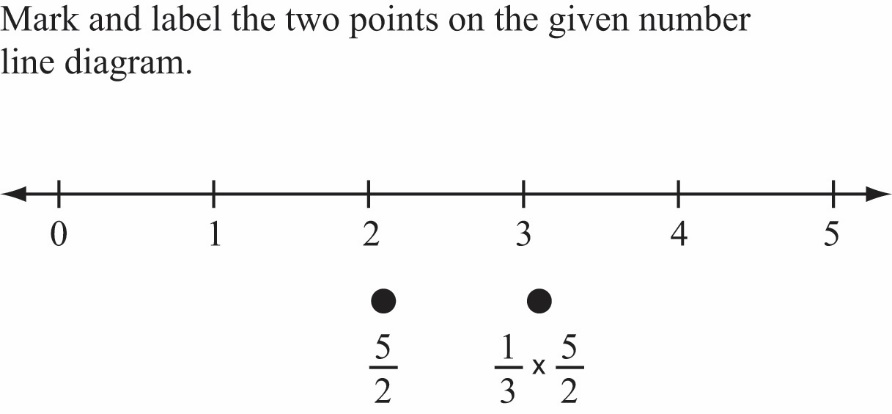 Mark and label the two points on the given number
line diagram.
0 1 2 3 4 5
5/2 1/3 x 5/2